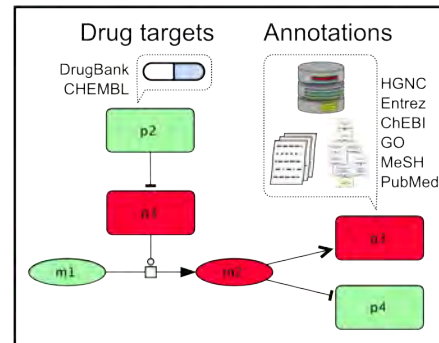 Drug targets
Annotations
DrugBank
CHEMBL
HGNC
Entrez
ChEBI
GO
MeSH
PubMed
p2
m1
m2
p4